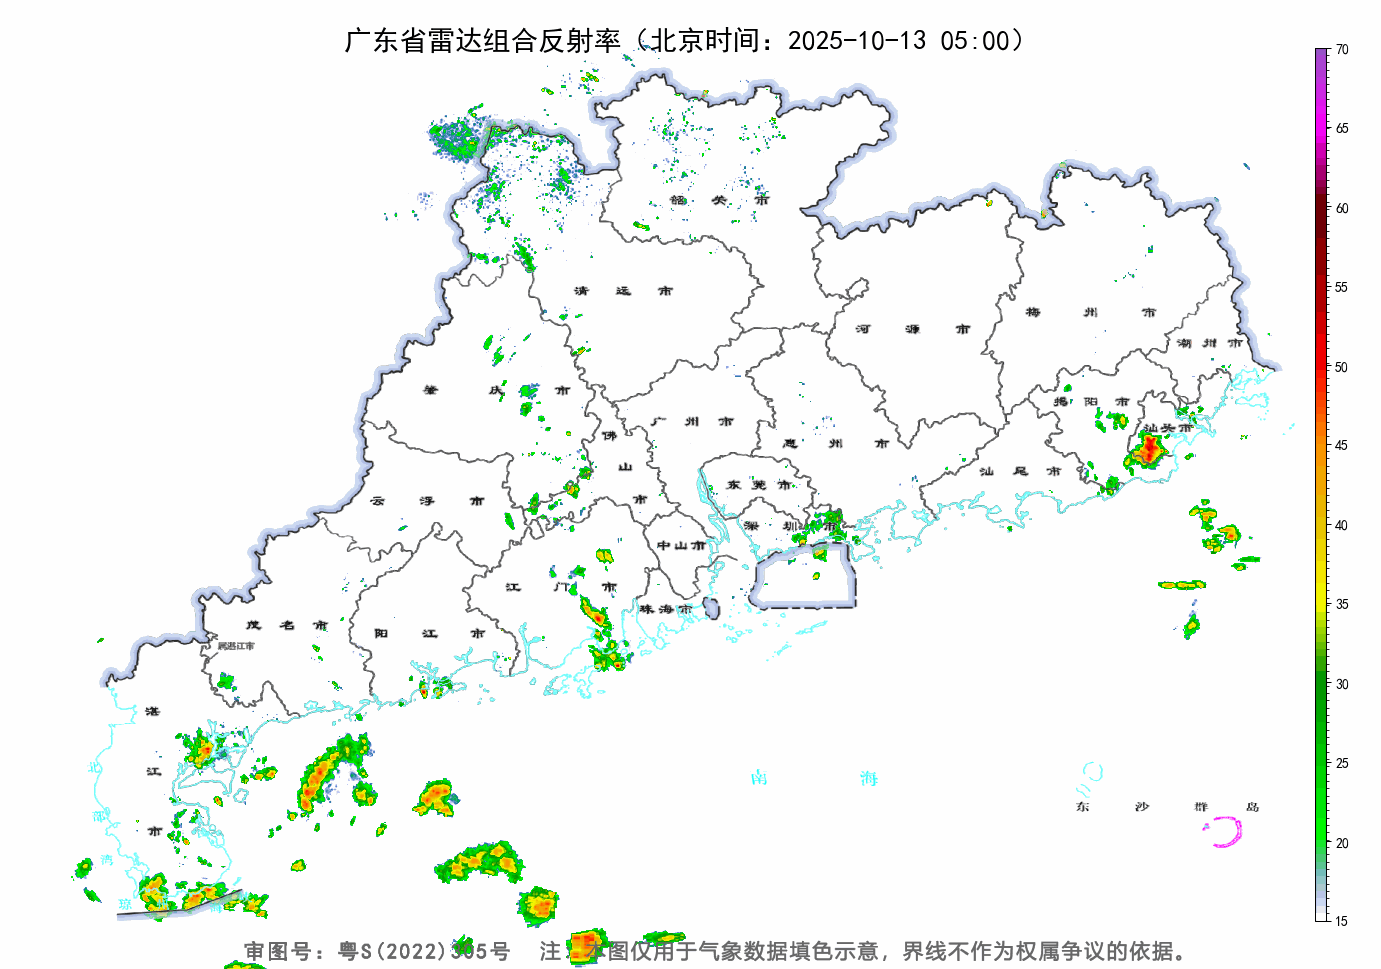 广东省雷达组合反射率（北京时间：2025-10-13 05:00）
70
65
60
55
50
45
40
35
30
25
20
15
韶关市
清远市
河源市
梅州市
潮州市
肇庆市
揭阳市
汕头市
广州市
佛山市
惠州市
汕尾市
东莞市
云浮市
深圳市
中山市
江门市
珠海市
茂名市
阳江市
属湛江市
湛江市
北部湾
南海
东沙群岛
琼
审图号：粤S(2022)305号 注：本图仅用于气象数据填色示意，界线不作为权属争议的依据。